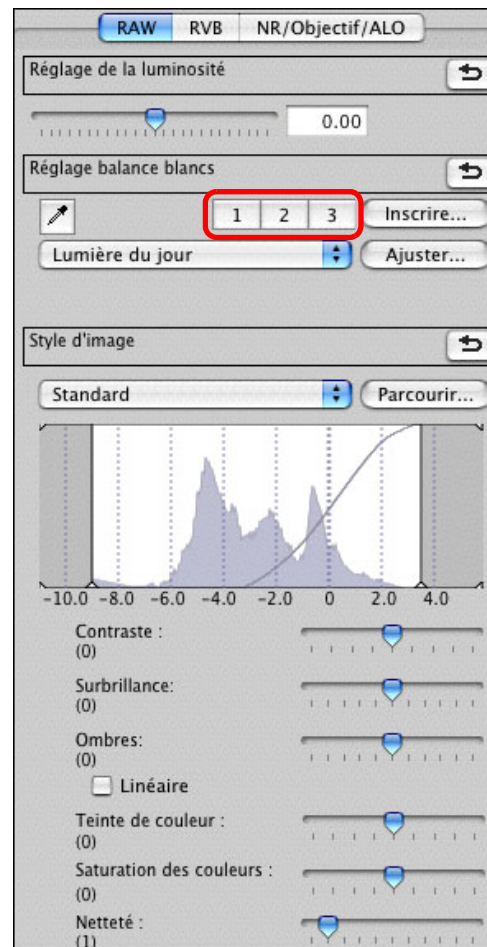 RAW RVB NR/Objectif/ALO
Réglage de la luminosité
0.00
Réglage balance blancs
1 2 3 Inscrire...
Lumière du jour Ajuster...
Style d'image
Standard Parcourir...
-10.0 -8.0 -6.0 -4.0 -2.0 0 2.0 4.0
Contraste :
(0)
Surbrillance:
(0)
Ombres:
(0)
Linéaire
Teinte de couleur :
(0)
Saturation des couleurs :
(0)
Netteté :
(1)